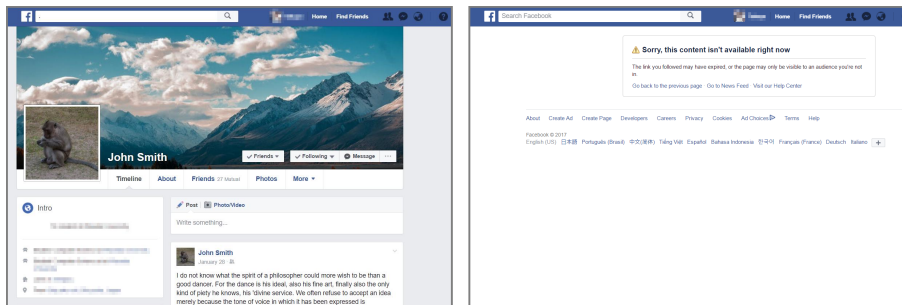 f
Home Find Friends
John Smith
Friends
Following
Message
Timeline About Friends 37 Mutual Photos More
Intro
Post Photo/Video
Write something...
John Smith
January 28
I do not know what the spirit of a philosopher could more wish to be than a
good dancer. For the dance is his ideal, also his fine art, finally also the only
kind of piety he knows, his 'divine service. We often refuse to accept an idea
merely because the tone of voice in which it has been expressed is
f Search Facebook
Home Find Friends
Sorry, this content isn't available right now
The link you followed may have expired, or the page may only be visible to an audience you're not
in.
Go back to the previous page Go to News Feed Visit our Help Center
About Create Ad Create Page Developers Careers Privacy Cookies Ad Choices Terms Help
Facebook © 2017
English (US) 日本語 Português (Brasil) 中文(简体) Tiếng Việt Español Bahasa Indonesia 한국어 Français (France) Deutsch Italiano +